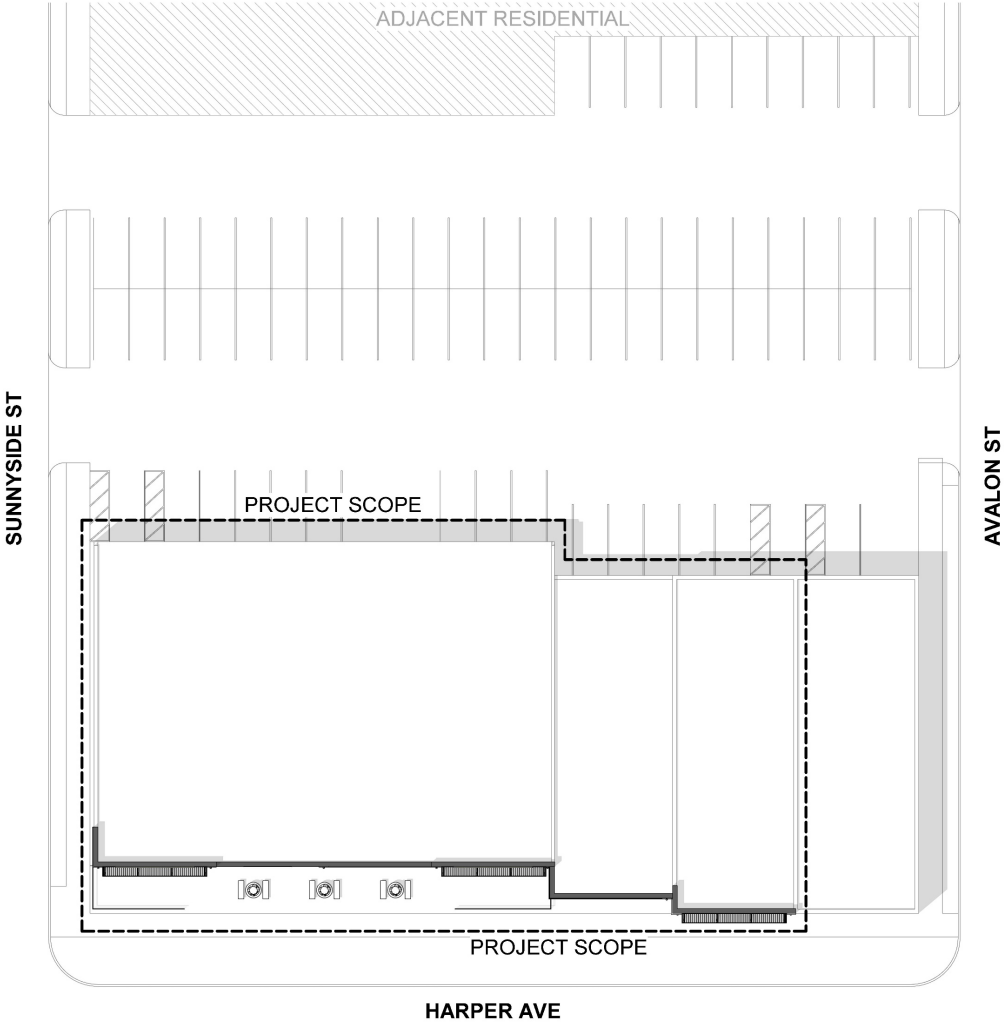 ADJACENT RESIDENTIAL
SUNNYSIDE ST
AVALON ST
PROJECT SCOPE
PROJECT SCOPE
HARPER AVE